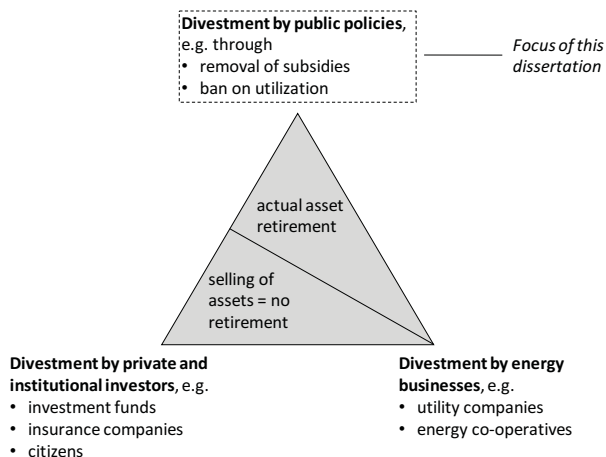 Divestment by public policies,
e.g. through
• removal of subsidies
• ban on utilization
Focus of this
dissertation
actual asset
retirement
selling of
assets = no
retirement
Divestment by private and
institutional investors, e.g.
• investment funds
• insurance companies
• citizens
Divestment by energy
businesses, e.g.
• utility companies
• energy co-operatives